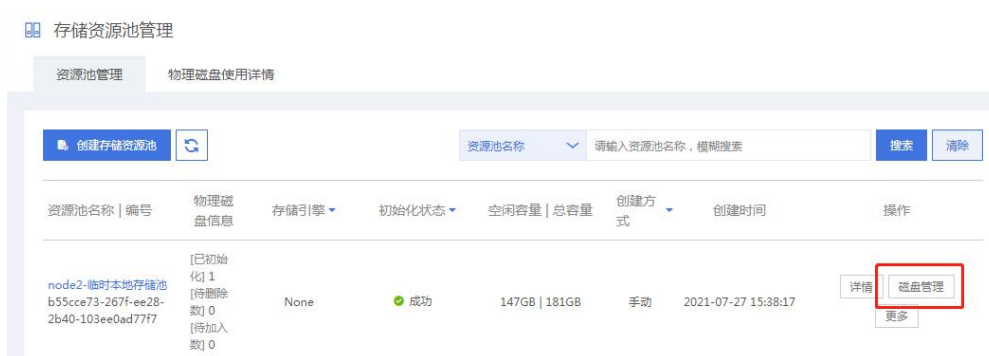 存储资源池管理
资源池管理 物理磁盘使用详情
创建存储资源池 资源池名称 请输入资源池名称，模糊搜索 搜索 清除
资源池名称 | 编号 物理磁盘信息 存储引擎 初始化状态 空闲容量 | 总容量 创建方式 创建时间 操作
node2-临时本地存储池
b55cce73-267f-ee28-
2b40-103ee0ad77f7
[已初始
化] 1
[待删除
数] 0
[待加入
数] 0
None 成功 147GB | 181GB 手动 2021-07-27 15:38:17 详情 磁盘管理
更多